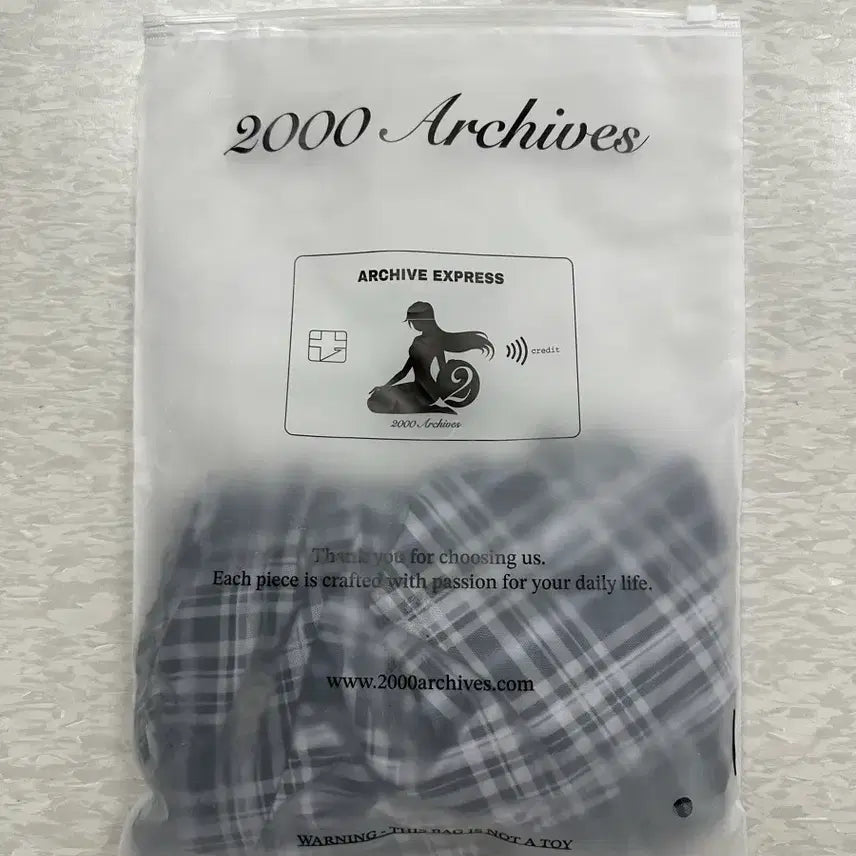 2000 Archives
ARCHIVE EXPRESS
credit
2
2000 Archives
Thank you for choosing us.
Each piece is crafted with passion for your daily life.
www.2000archives.com
WARNING - THIS BAG IS NOT A TOY